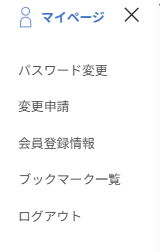 マイページ
パスワード変更
変更申請
会員登録情報
ブックマーク一覧
ログアウト